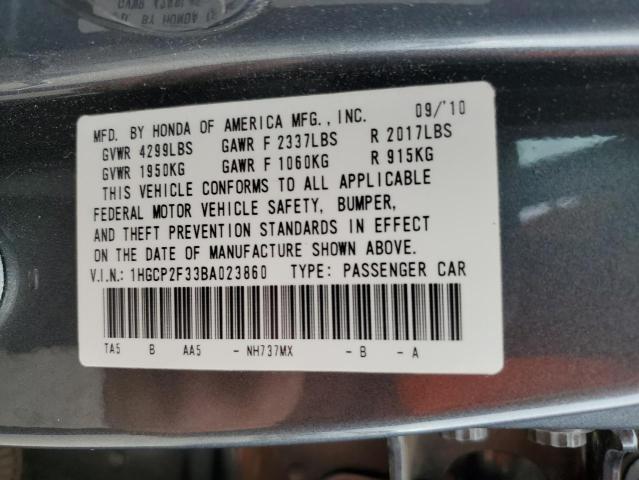 MFD. BY HONDA OF AMERICA MFG., INC. 09/'10
GVWR 4299LBS GAWR F 2337LBS R 2017LBS
GVWR 1950KG GAWR F 1060KG R 915KG
THIS VEHICLE CONFORMS TO ALL APPLICABLE
FEDERAL MOTOR VEHICLE SAFETY, BUMPER,
AND THEFT PREVENTION STANDARDS IN EFFECT
ON THE DATE OF MANUFACTURE SHOWN ABOVE.
V.I.N.: 1HGCP2F33BA023860 TYPE: PASSENGER CAR
TA5 B AA5 - NH737MX - B - A